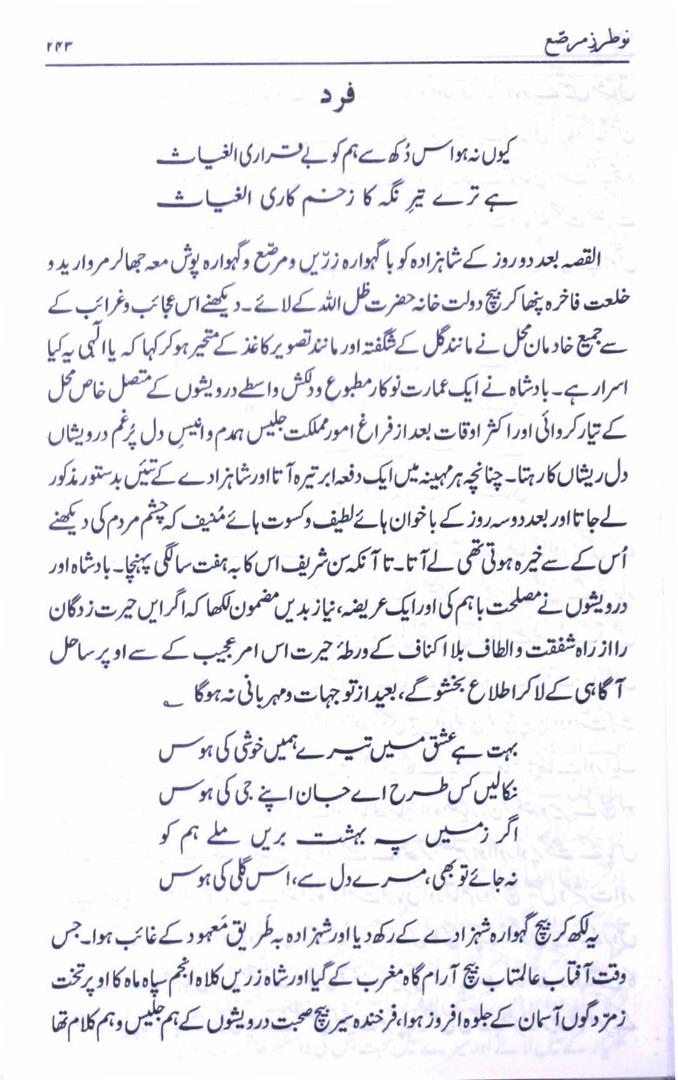 نو طرزِ مرصّع
۲۴۳
فرد
کیوں نہ ہو اس دُکھ سے ہم کو بے قراری الغیاث
ہے ترے تیرِ نگہ کا زخم کاری الغیاث
القصہ بعد دو روز کے شاہزادہ کو با گہوارہ زرّیں و مرصّع و گہوارہ پوش معہ جھالر مروارید و
خلعت فاخرہ پنھا کر بیچ دولت خانہ حضرت ظل اللہ کے لائے۔ دیکھنے اس عجائب و غرائب کے
سے جمیع خادمان محل نے مانند گل کے شگفتہ اور مانند تصویر کاغذ کے متحیر ہو کر کہا کہ یا الٰہی یہ کیا
اسرار ہے۔ بادشاہ نے ایک عمارت نوکار مطبوع و دلکش واسطے درویشوں کے متصل خاص محل
کے تیار کروائی اور اکثر اوقات بعد از فراغ امور مملکت جلیس ہمدم و انیسِ دل پُرغم درویشاں
دل ریشاں کا رہتا۔ چنانچہ ہر مہینہ میں ایک دفعہ ابر تیرہ آتا اور شاہزادے کے تئیں بدستور مذکور
لے جاتا اور بعد دو سہ روز کے با خوان ہائے لطیف و کسوت ہائے مُنیف کہ چشم مردم کی دیکھنے
اُس کے سے خیرہ ہوتی تھی لے آتا۔ تا آنکہ سن شریف اس کا بہ ہفت سالگی پہنچا۔ بادشاہ اور
درویشوں نے مصلحت باہم کی اور ایک عریضہ، نیاز بدیں مضمون لکھا کہ اگر ایں حیرت زدگان
را از راہ شفقت و الطاف بلا اکناف کے ورطۂ حیرت اس امر عجیب کے سے اوپر ساحل
آگاہی کے لا کر اطلاع بخشو گے، بعید از توجہات و مہربانی نہ ہوگا ؎
بہت ہے عشق میں تیرے ہمیں خوشی کی ہوس
نکالیں کس طرح اے جان اپنے جی کی ہوس
اگر زمیں پہ بہشت بریں ملے ہم کو
نہ جائے تو بھی، مرے دل سے، اس گلی کی ہوس
یہ لکھ کر بیچ گہوارہ شہزادے کے رکھ دیا اور شہزادہ بہ طَریق مَعہود کے غائب ہوا۔ جس
وقت آفتاب عالمتاب بیچ آرام گاہ مغرب کے گیا اور شاہ زریں کلاہ انجم سپاہ ماہ کا اوپر تخت
زمرّد گوں آسمان کے جلوہ افروز ہوا، فرخندہ سیر بیچ صحبت درویشوں کے ہم جلیس و ہم کلام تھا